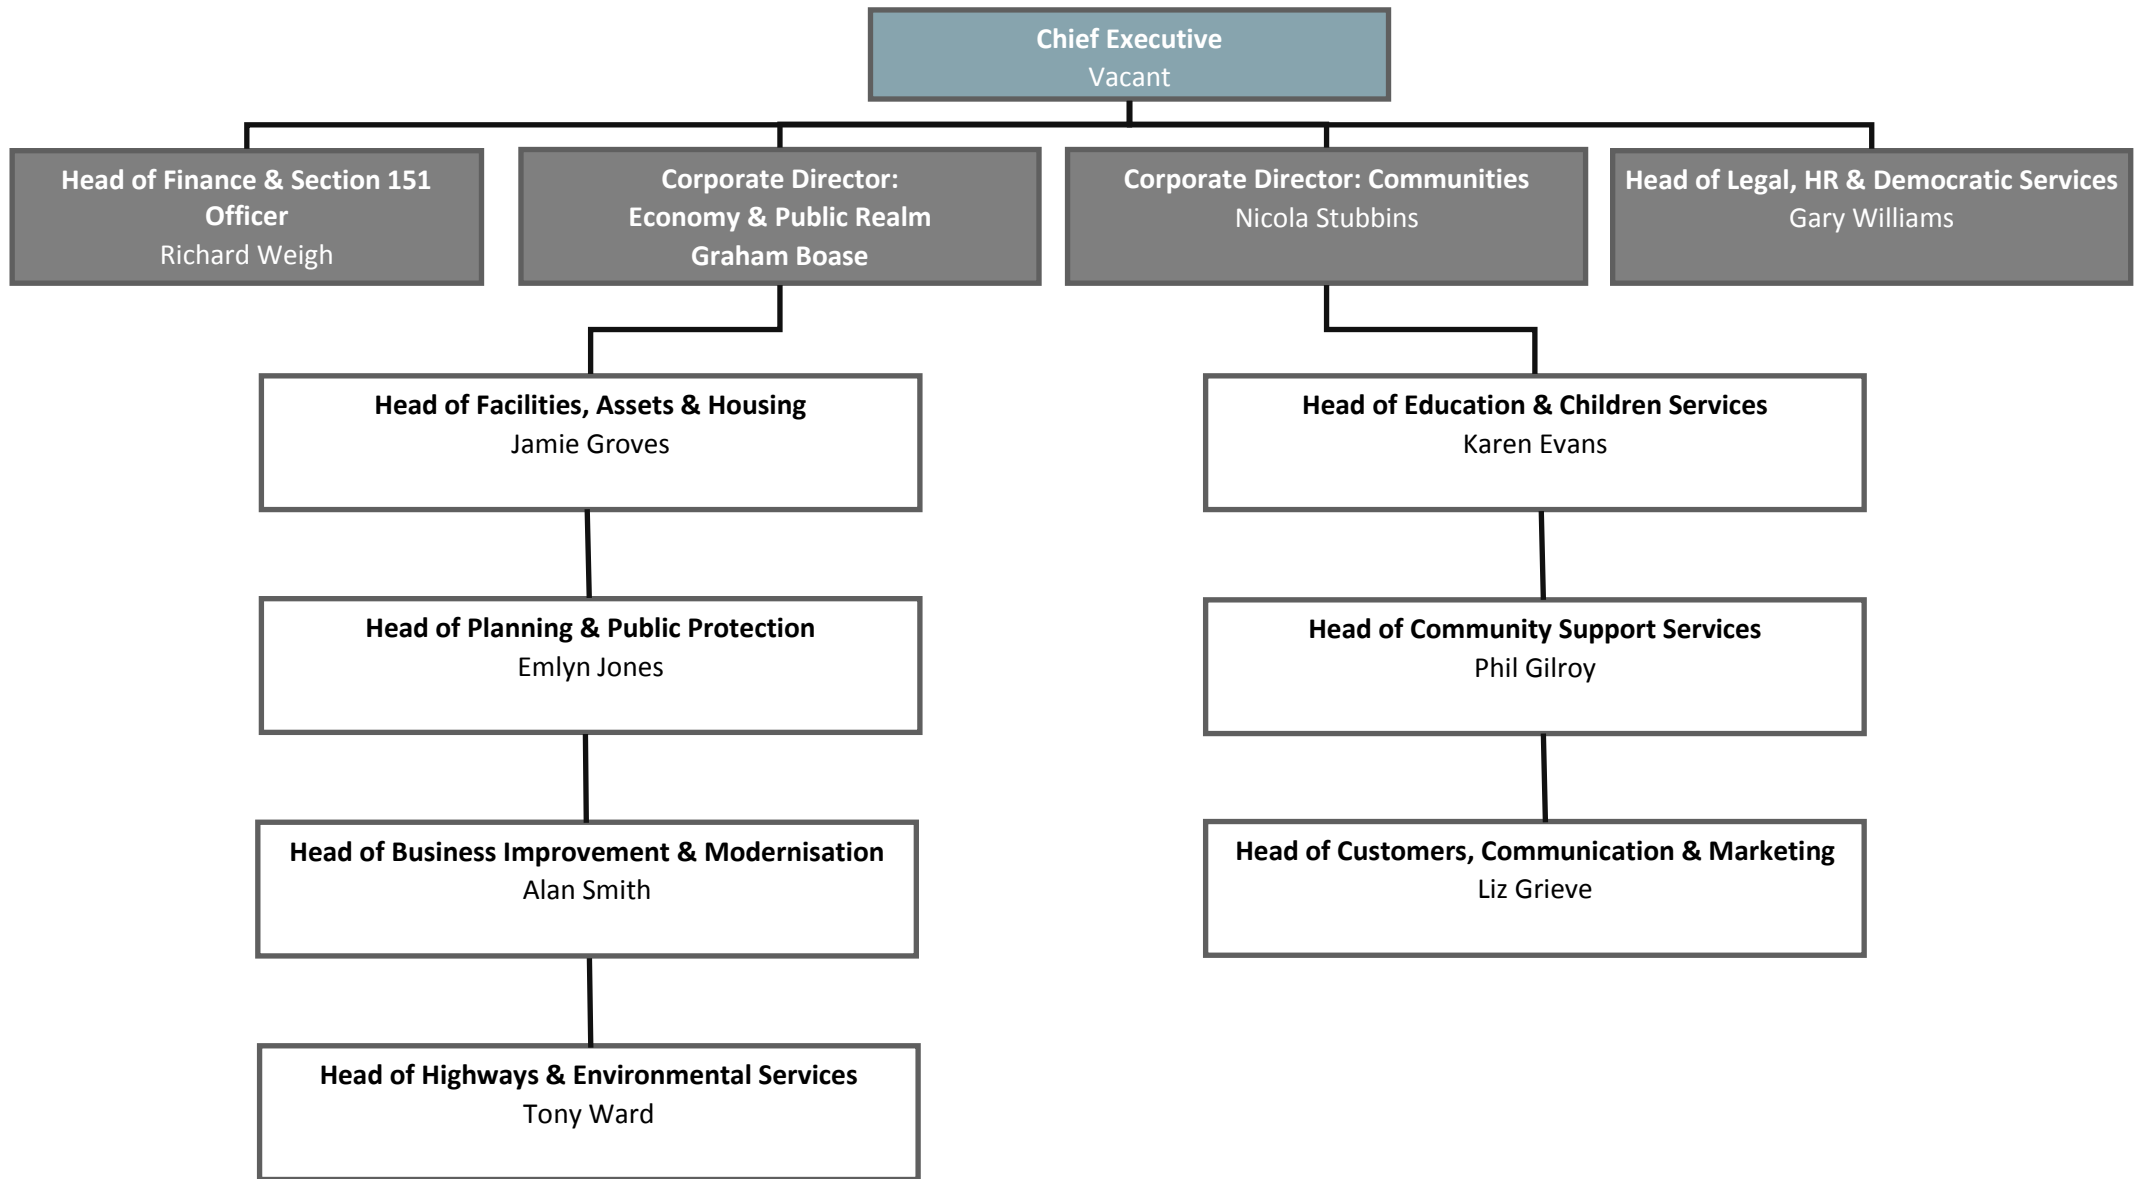 Chief Executive
Vacant
Head of Finance & Section 151
Officer
Richard Weigh
Corporate Director:
Economy & Public Realm
Graham Boase
Corporate Director: Communities
Nicola Stubbins
Head of Legal, HR & Democratic Services
Gary Williams
Head of Facilities, Assets & Housing
Jamie Groves
Head of Education & Children Services
Karen Evans
Head of Planning & Public Protection
Emlyn Jones
Head of Community Support Services
Phil Gilroy
Head of Business Improvement & Modernisation
Alan Smith
Head of Customers, Communication & Marketing
Liz Grieve
Head of Highways & Environmental Services
Tony Ward